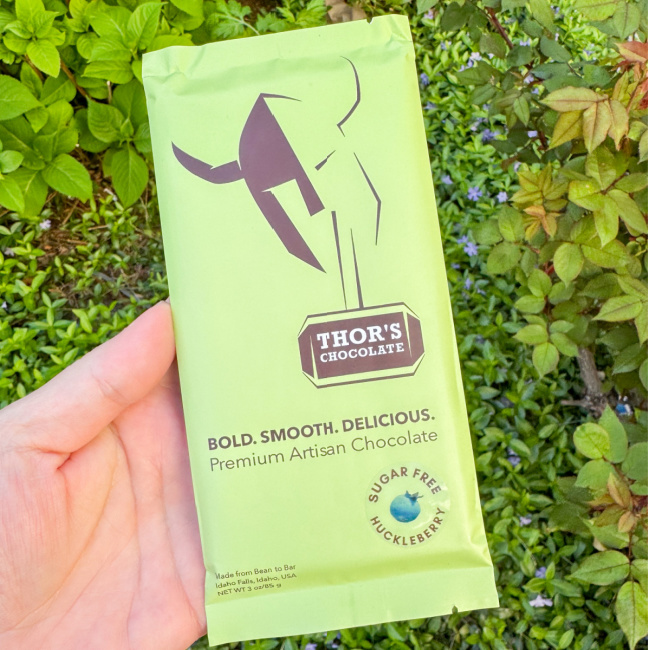 THOR'S
CHOCOLATE
BOLD. SMOOTH. DELICIOUS.
Premium Artisan Chocolate
SUGAR FREE
HUCKLEBERRY
Made from Bean to Bar
Idaho Falls, Idaho, USA
NET WT 3 oz/85 g